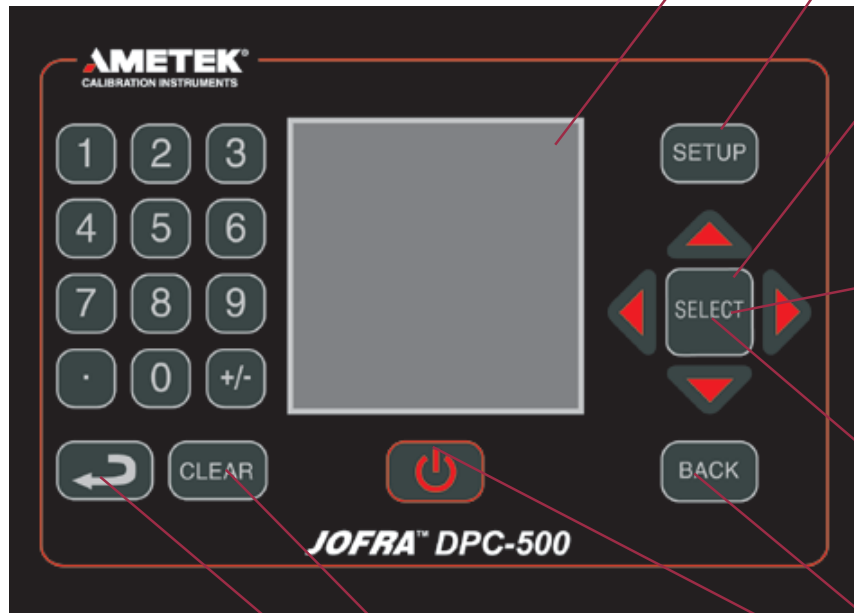 AMETEK®
CALIBRATION INSTRUMENTS
1 2 3
4 5 6
7 8 9
. 0 +/-
CLEAR
SETUP
SELECT
BACK
JOFRA™ DPC-500